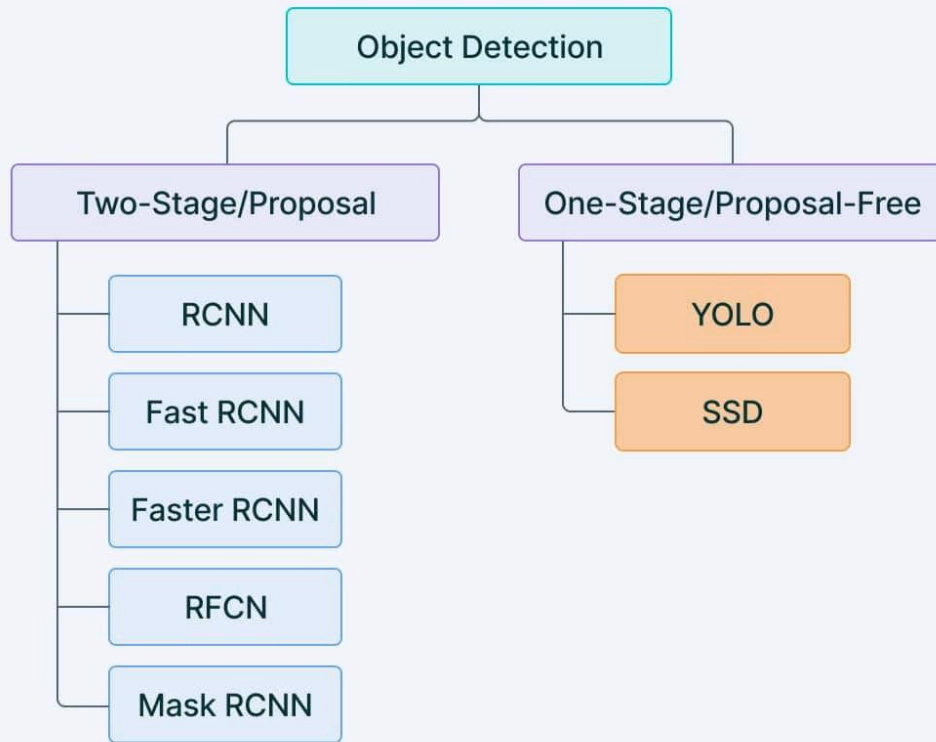 Object Detection
Two-Stage/Proposal
One-Stage/Proposal-Free
RCNN
YOLO
Fast RCNN
SSD
Faster RCNN
RFCN
Mask RCNN